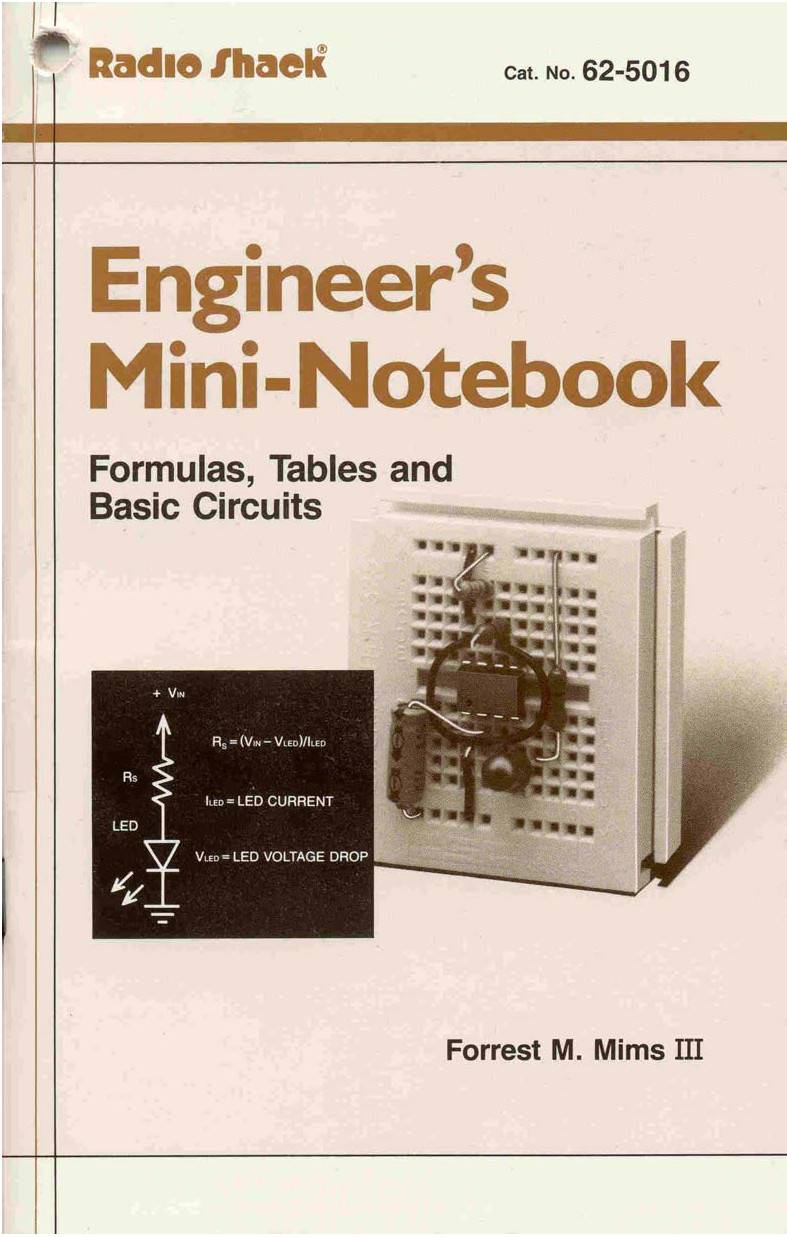 Radio Shack®
Cat. No. 62-5016
Engineer's
Mini-Notebook
Formulas, Tables and
Basic Circuits
+ VIN
RS = (VIN – VLED)/ILED
RS
ILED = LED CURRENT
LED
VLED = LED VOLTAGE DROP
Forrest M. Mims III